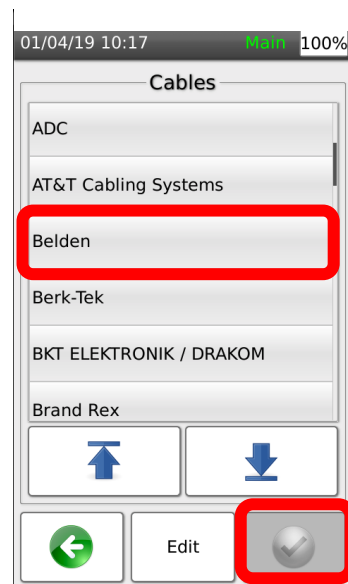 01/04/19 10:17 Main 100%
Cables
ADC
AT&T Cabling Systems
Belden
Berk-Tek
BKT ELEKTRONIK / DRAKOM
Brand Rex
Edit